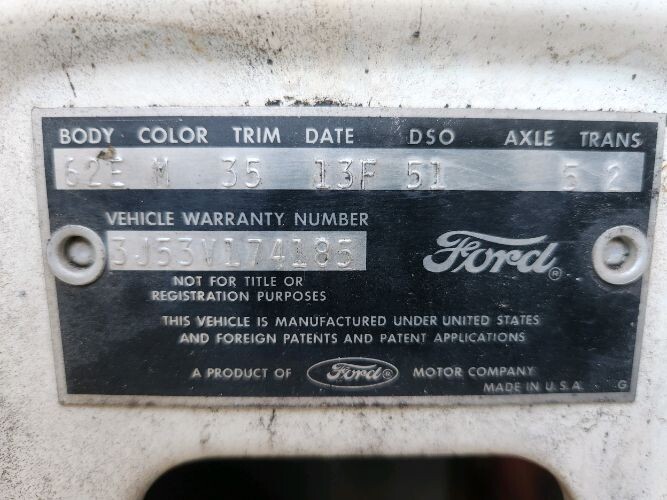 BODY COLOR TRIM DATE DSO AXLE TRANS
62E M 35 13F 51 5 2
VEHICLE WARRANTY NUMBER
3J53V174185
Ford®
NOT FOR TITLE OR
REGISTRATION PURPOSES
THIS VEHICLE IS MANUFACTURED UNDER UNITED STATES
AND FOREIGN PATENTS AND PATENT APPLICATIONS
A PRODUCT OF Ford® MOTOR COMPANY
MADE IN U.S.A. G